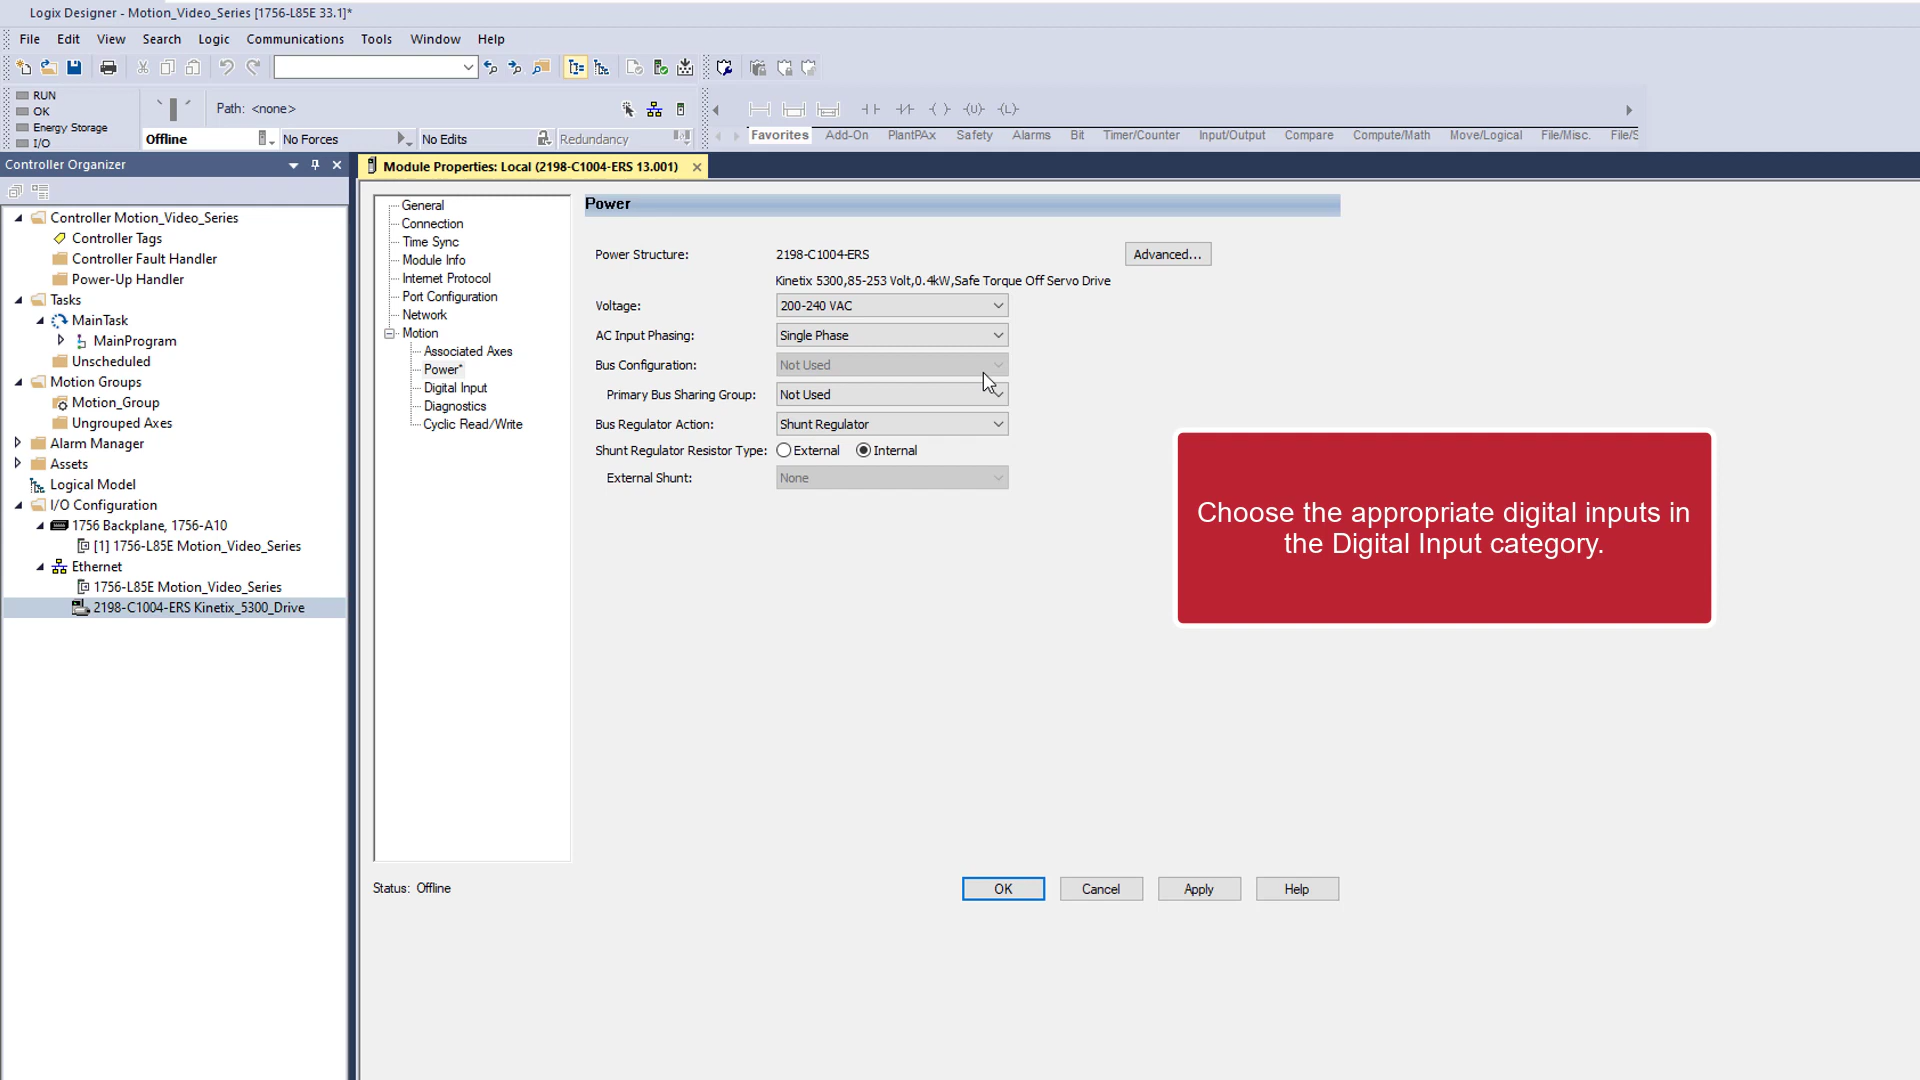 Logix Designer - Motion_Video_Series [1756-L85E 33.1]*
File Edit View Search Logic Communications Tools Window Help
RUN
OK
Energy Storage
I/O
Path: <none>
Offline No Forces No Edits Redundancy
Favorites Add-On PlantPAx Safety Alarms Bit Timer/Counter Input/Output Compare Compute/Math Move/Logical File/Misc. File/S
Controller Organizer
Controller Motion_Video_Series
Controller Tags
Controller Fault Handler
Power-Up Handler
Tasks
MainTask
MainProgram
Unscheduled
Motion Groups
Motion_Group
Ungrouped Axes
Alarm Manager
Assets
Logical Model
I/O Configuration
1756 Backplane, 1756-A10
[1] 1756-L85E Motion_Video_Series
Ethernet
1756-L85E Motion_Video_Series
2198-C1004-ERS Kinetix_5300_Drive
Module Properties: Local (2198-C1004-ERS 13.001)
General
Connection
Time Sync
Module Info
Internet Protocol
Port Configuration
Network
Motion
Associated Axes
Power*
Digital Input
Diagnostics
Cyclic Read/Write
Power
Power Structure: 2198-C1004-ERS Advanced...
Kinetix 5300,85-253 Volt,0.4kW,Safe Torque Off Servo Drive
Voltage: 200-240 VAC
AC Input Phasing: Single Phase
Bus Configuration: Not Used
Primary Bus Sharing Group: Not Used
Bus Regulator Action: Shunt Regulator
Shunt Regulator Resistor Type: External Internal
External Shunt: None
Choose the appropriate digital inputs in
the Digital Input category.
Status: Offline
OK Cancel Apply Help